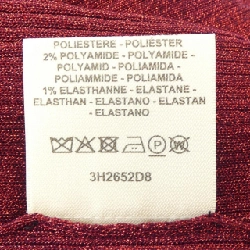 POLIESTERE - POLIESTER
2% POLYAMIDE - POLYAMIDE -
POLYAMID - POLIAMIDA -
POLIAMMIDE - POLIAMIDA
1% ELASTHANNE - ELASTANE -
ELASTHAN - ELASTANO - ELASTAN
- ELASTANO
P
3H2652D8